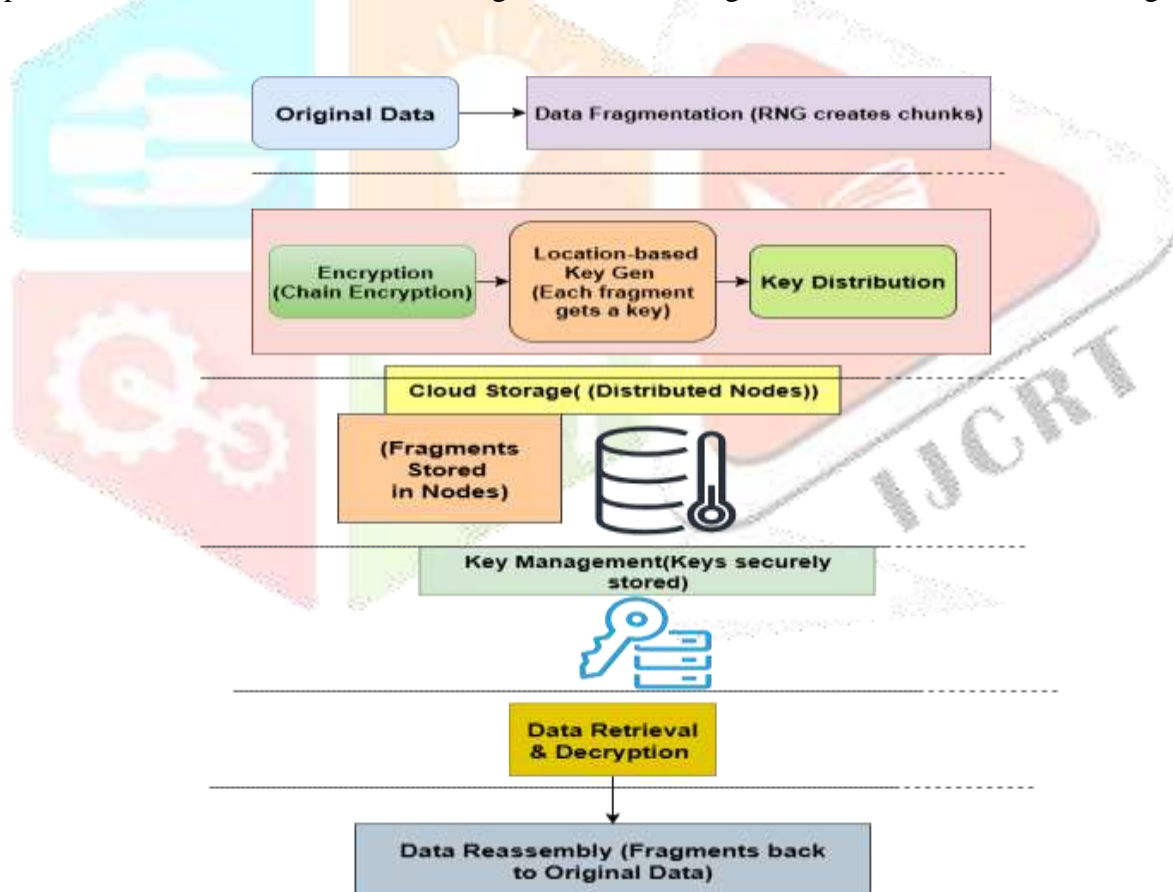 Original Data
Data Fragmentation (RNG creates chunks)
Encryption
(Chain Encryption)
Location-based
Key Gen
(Each fragment
gets a key)
Key Distribution
Cloud Storage( (Distributed Nodes))
(Fragments
Stored
in Nodes)
IJCRT
Key Management(Keys securely
stored)
Data Retrieval
& Decryption
Data Reassembly (Fragments back
to Original Data)